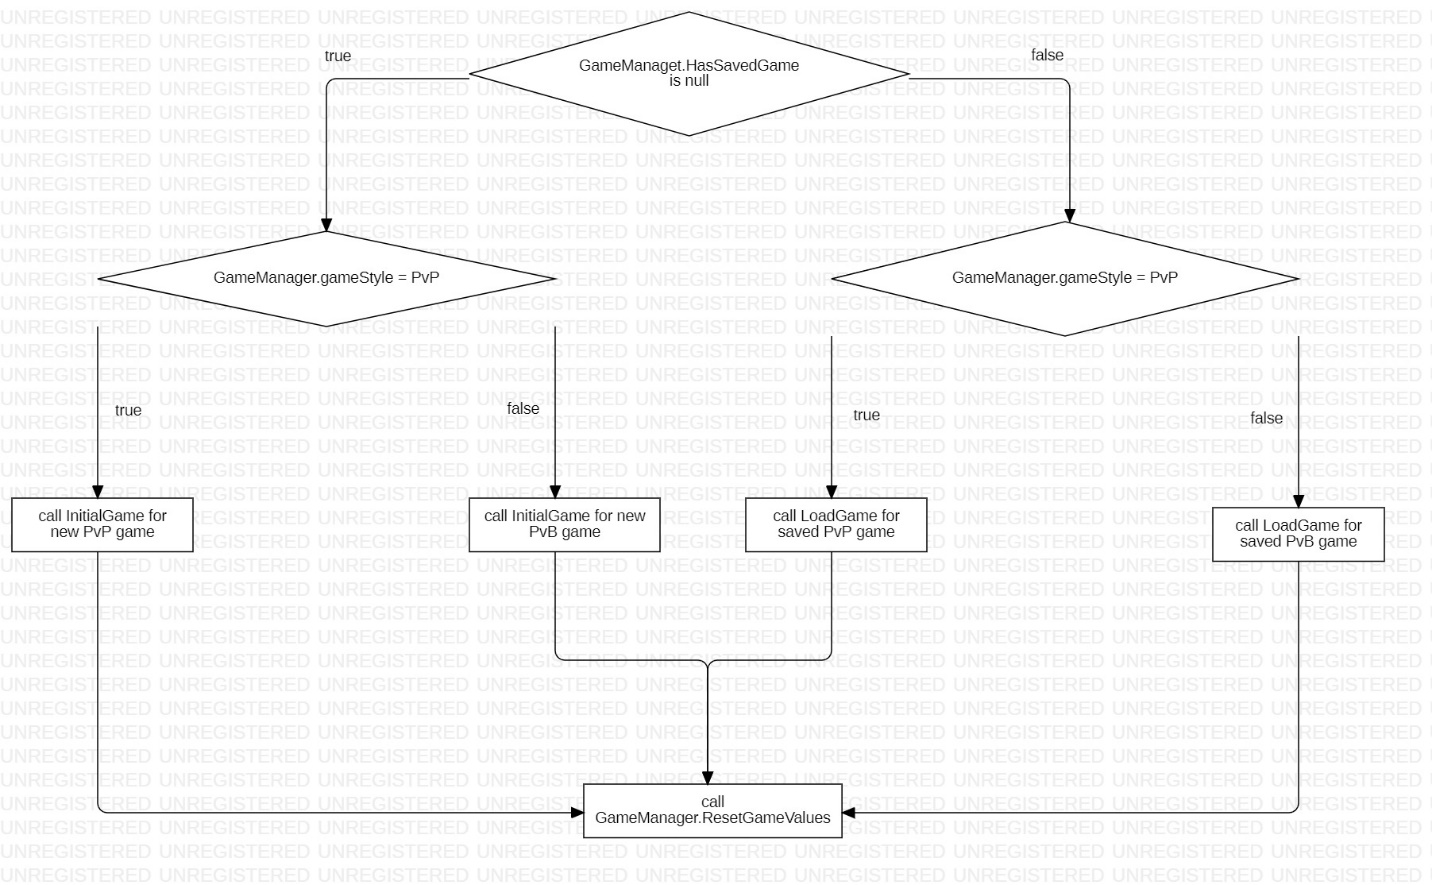 true
false
GameManaget.HasSavedGame
is null
GameManager.gameStyle = PvP
GameManager.gameStyle = PvP
true
false
true
false
call InitialGame for
new PvP game
call InitialGame for new
PvB game
call LoadGame for
saved PvP game
call LoadGame for
saved PvB game
call
GameManager.ResetGameValues
UNREGISTERED